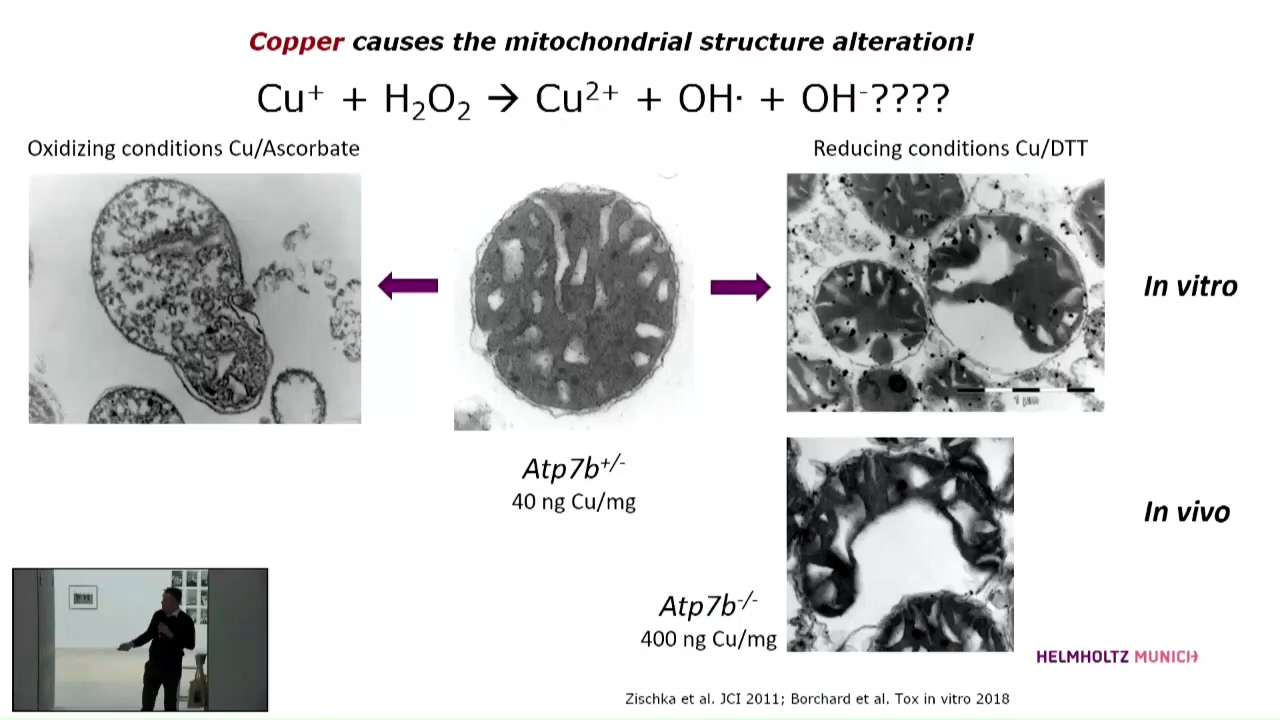 Copper causes the mitochondrial structure alteration!
Cu⁺ + H₂O₂ → Cu²⁺ + OH· + OH⁻????
Oxidizing conditions Cu/Ascorbate
Reducing conditions Cu/DTT
In vitro
Atp7b⁺/⁻
40 ng Cu/mg
In vivo
Atp7b⁻/⁻
400 ng Cu/mg
HELMHOLTZ MUNICH
Zischka et al. JCI 2011; Borchard et al. Tox in vitro 2018